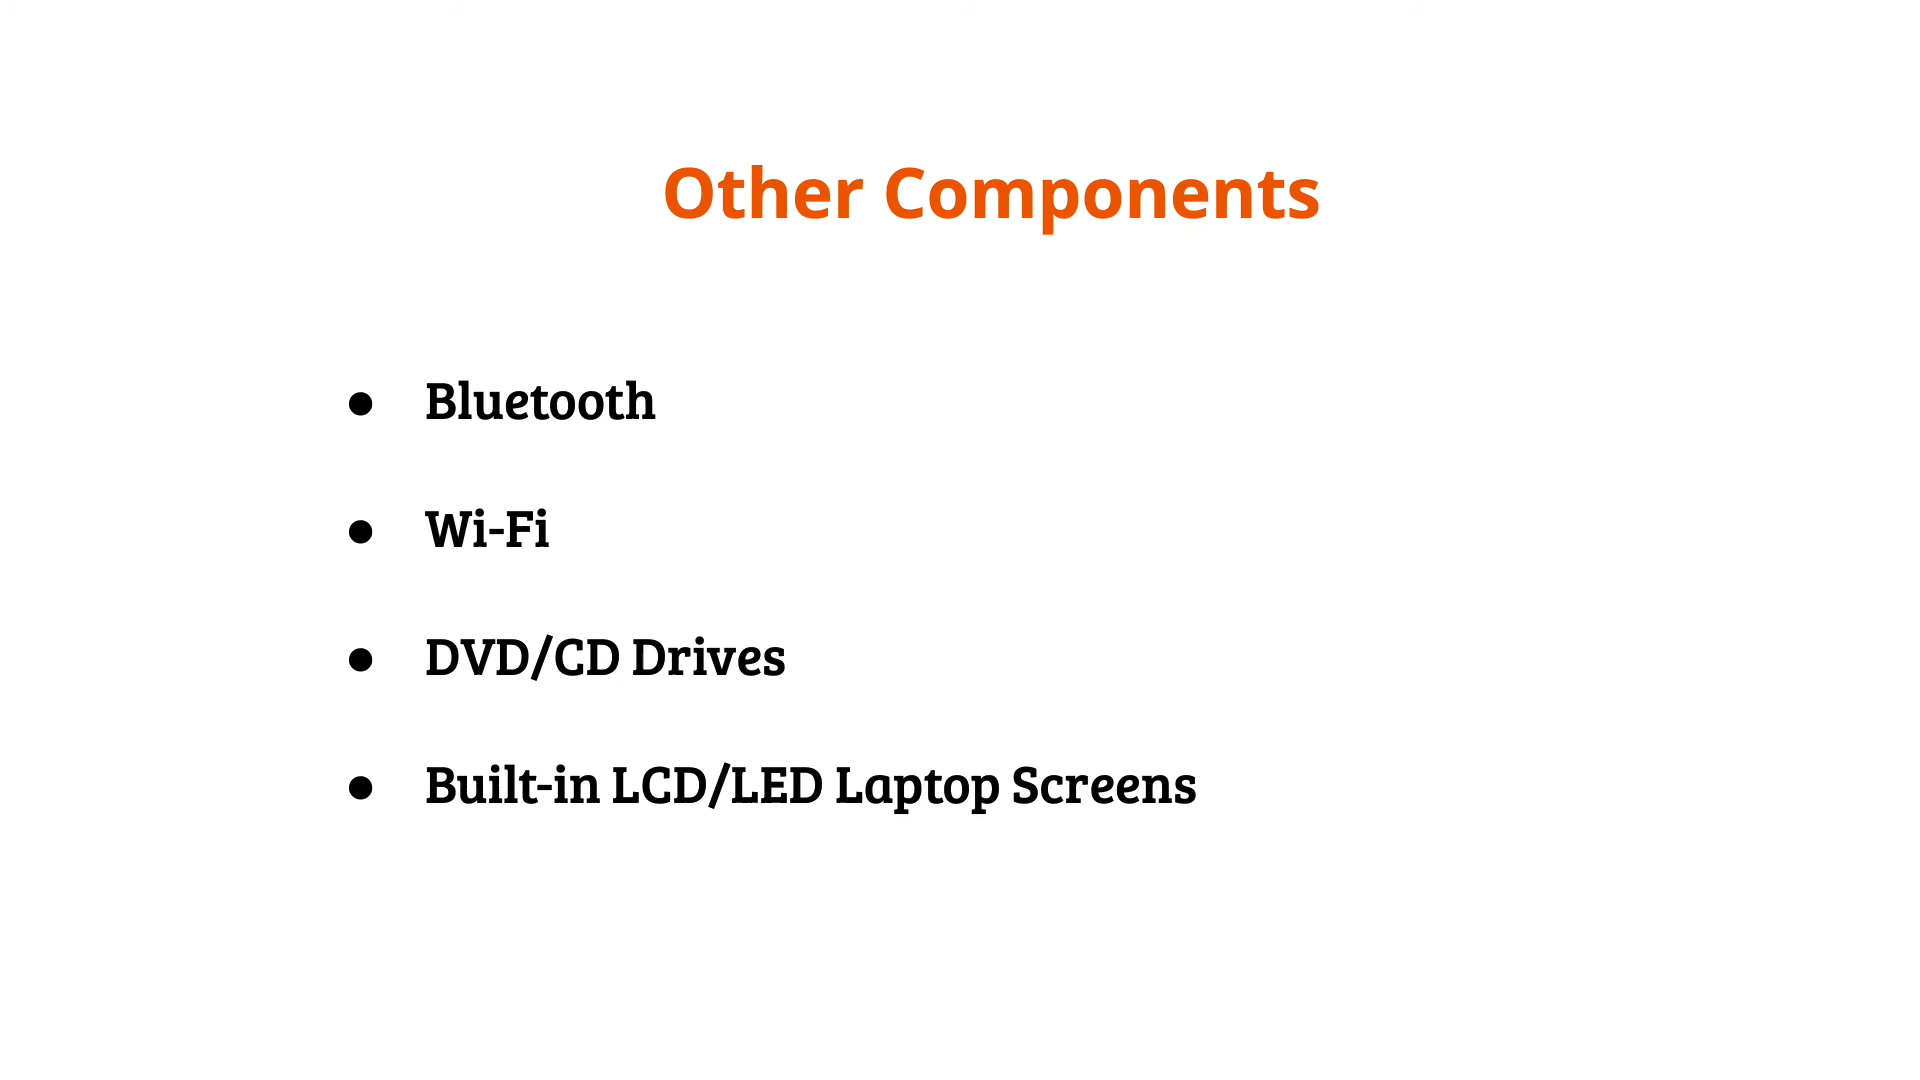 Other Components
● Bluetooth
● Wi-Fi
● DVD/CD Drives
● Built-in LCD/LED Laptop Screens